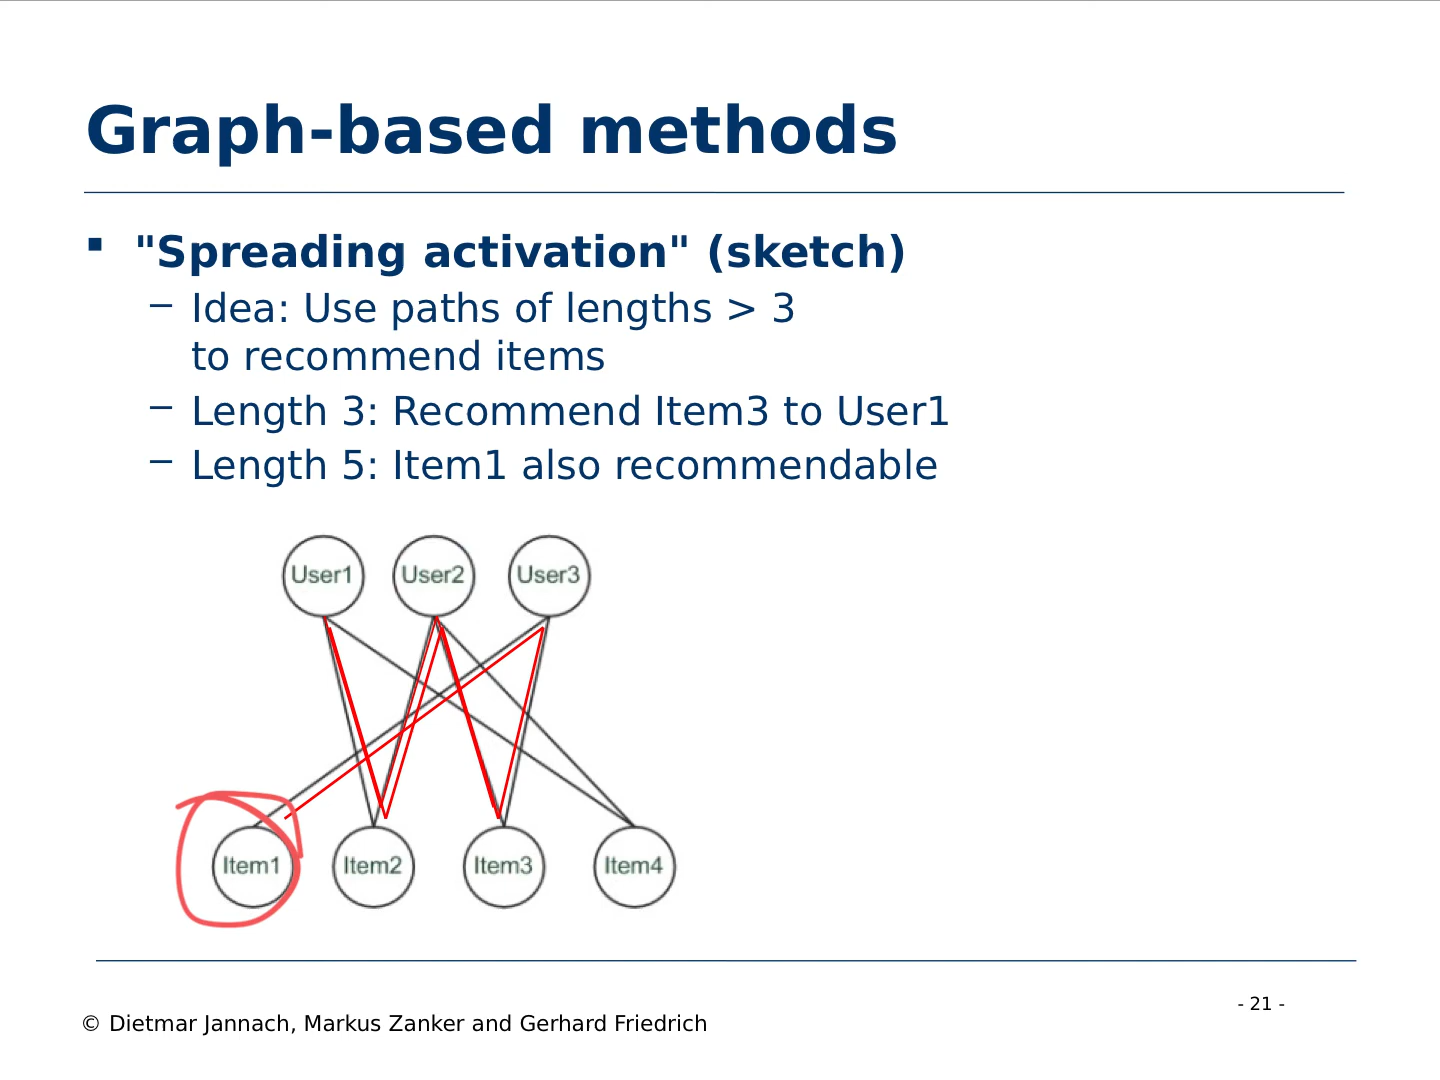 Graph-based methods
"Spreading activation" (sketch)
– Idea: Use paths of lengths > 3
to recommend items
– Length 3: Recommend Item3 to User1
– Length 5: Item1 also recommendable
User1 User2 User3
Item1 Item2 Item3 Item4
- 21 -
© Dietmar Jannach, Markus Zanker and Gerhard Friedrich